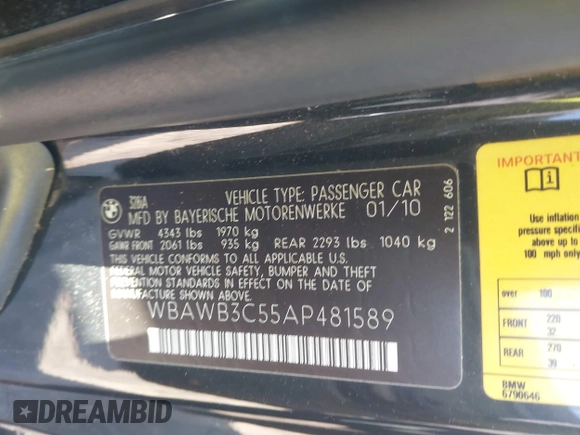 BMW
328iA
VEHICLE TYPE: PASSENGER CAR
MFD BY BAYERISCHE MOTORENWERKE 01/10
GVWR 4343 lbs 1970 kg
GAWR FRONT 2061 lbs 935 kg REAR 2293 lbs 1040 kg
THIS VEHICLE CONFORMS TO ALL APPLICABLE U.S.
FEDERAL MOTOR VEHICLE SAFETY, BUMPER AND THEFT
PREVENTION STANDARDS IN EFFECT ON THE DATE OF
MANUFACTURE SHOWN ABOVE.
WBAWB3C55AP481589
2 122 606
IMPORTANT
Use inflation
pressure specif
above up to
100 mph only
over 100
FRONT 220
32
REAR 270
39
BMW
6790646
DREAMBID